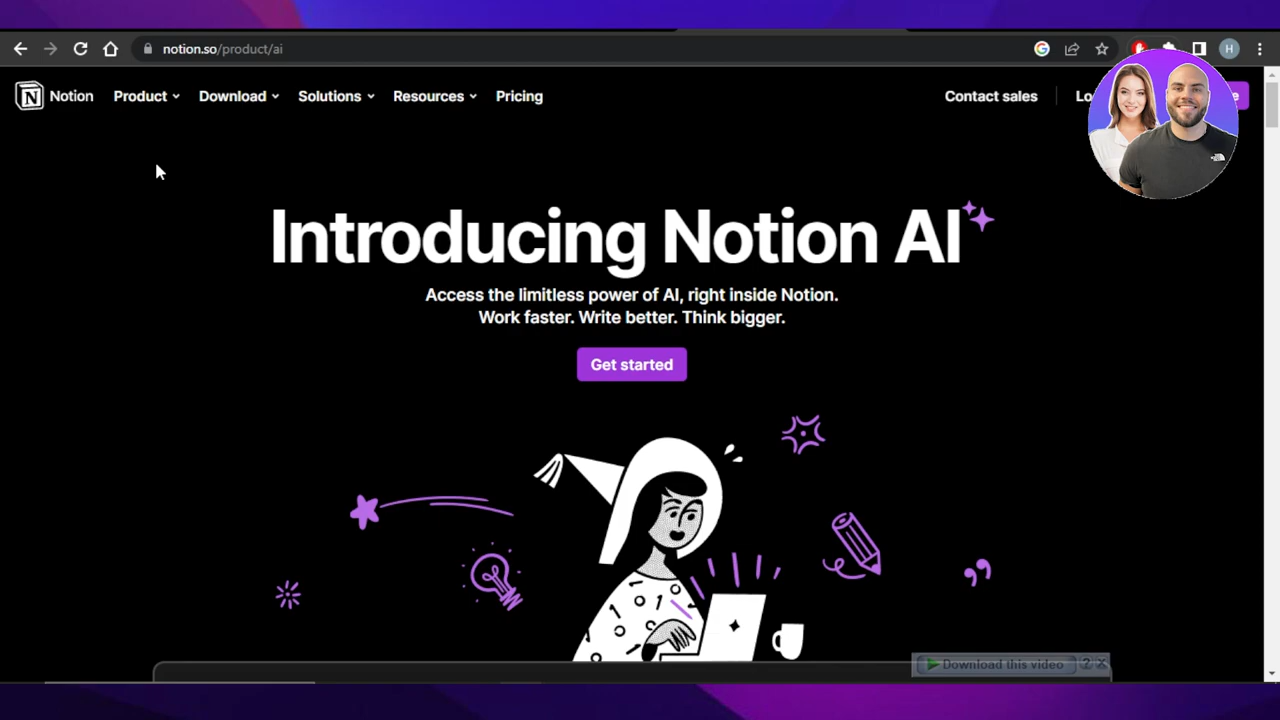 notion.so/product/ai
H
Notion Product Download Solutions Resources Pricing Contact sales
Introducing Notion AI
Access the limitless power of AI, right inside Notion.
Work faster. Write better. Think bigger.
Get started
Download this video ? X